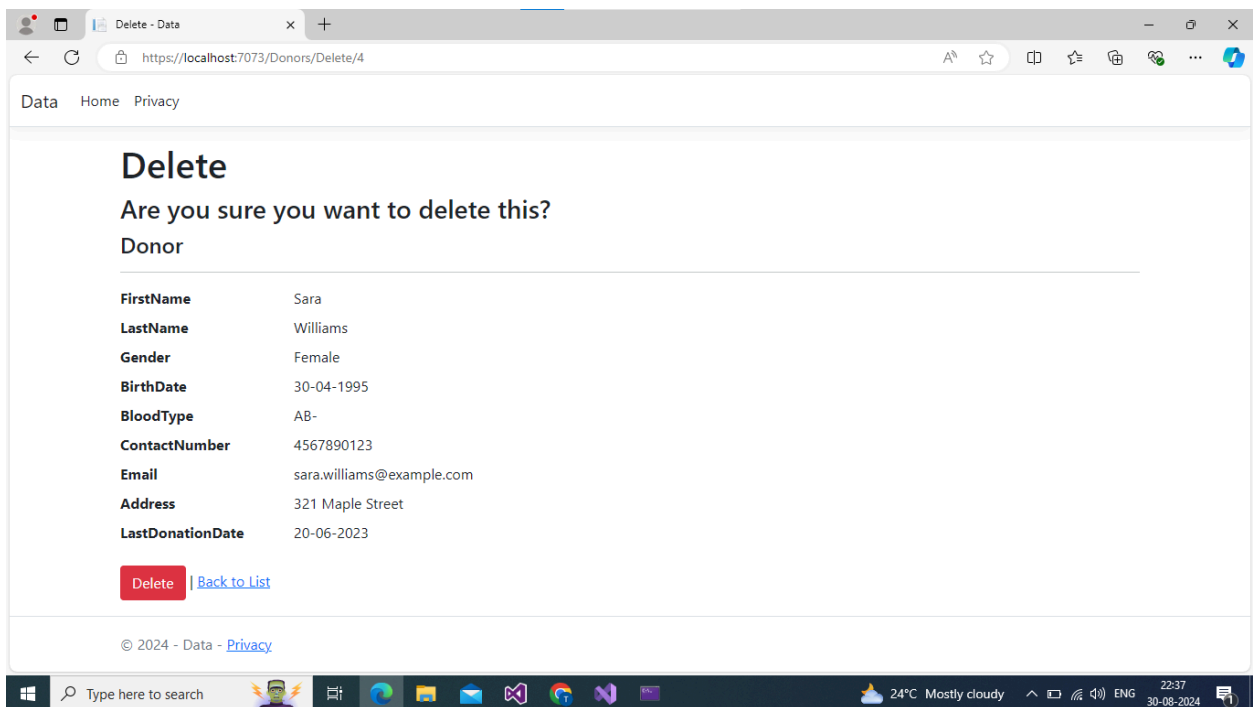 Delete - Data
https://localhost:7073/Donors/Delete/4
Data Home Privacy
Delete
Are you sure you want to delete this?
Donor
FirstName Sara
LastName Williams
Gender Female
BirthDate 30-04-1995
BloodType AB-
ContactNumber 4567890123
Email sara.williams@example.com
Address 321 Maple Street
LastDonationDate 20-06-2023
Delete | Back to List
© 2024 - Data - Privacy
Type here to search 24°C Mostly cloudy ENG 22:37
30-08-2024